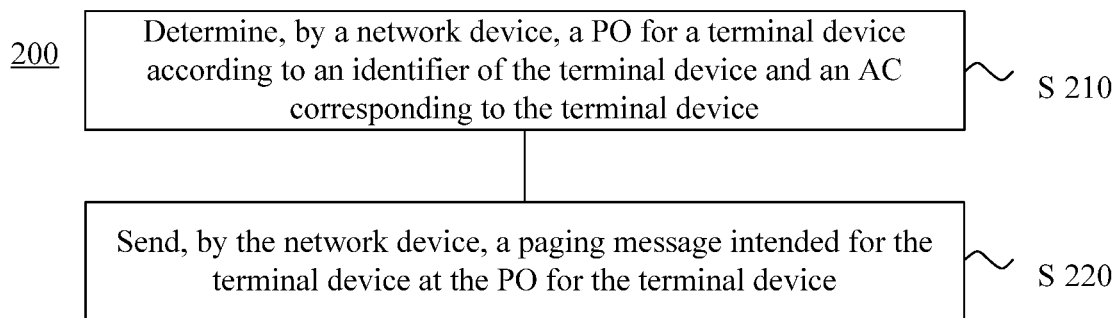 200
Determine, by a network device, a PO for a terminal device
according to an identifier of the terminal device and an AC
corresponding to the terminal device
S 210
Send, by the network device, a paging message intended for the
terminal device at the PO for the terminal device
S 220